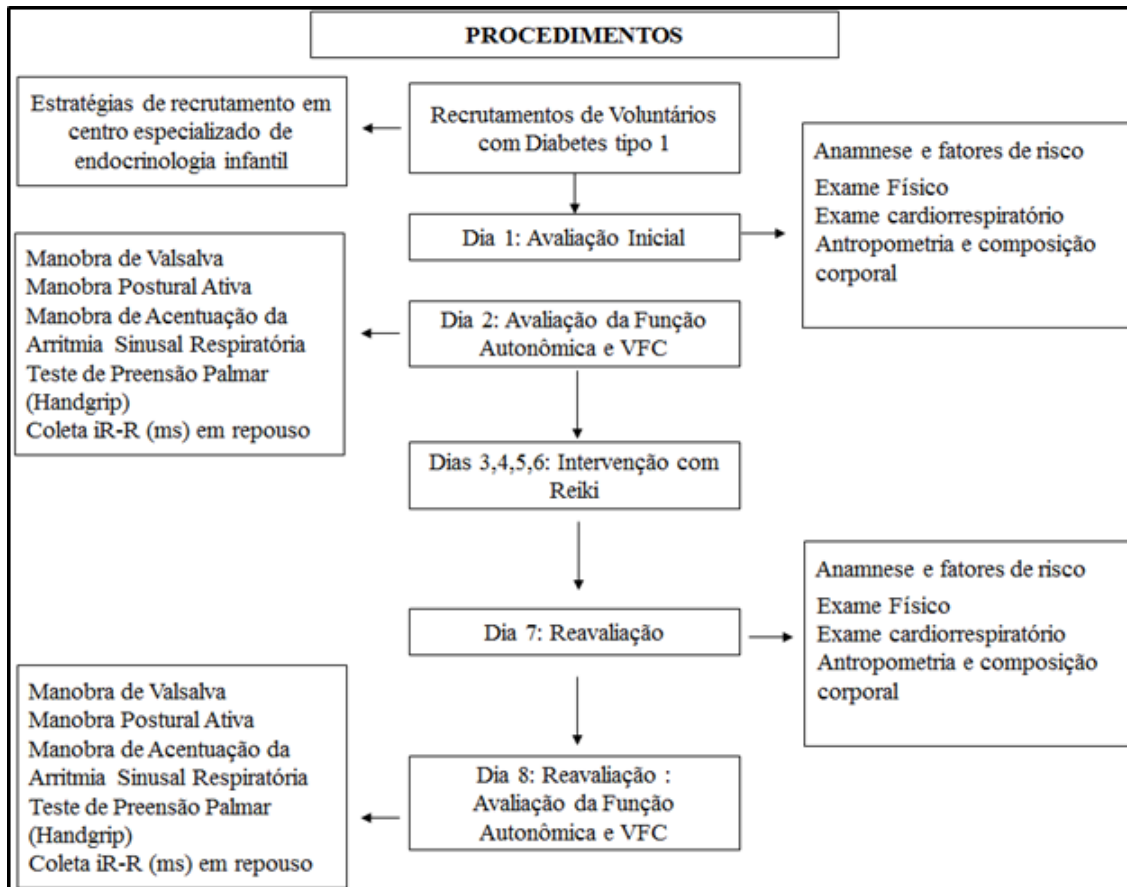 PROCEDIMENTOS
Estratégias de recrutamento em
centro especializado de
endocrinologia infantil
Recrutamentos de Voluntários
com Diabetes tipo 1
Anamnese e fatores de risco
Exame Físico
Exame cardiorrespiratório
Antropometria e composição
corporal
Dia 1: Avaliação Inicial
Manobra de Valsalva
Manobra Postural Ativa
Manobra de Acentuação da
Arritmia Sinusal Respiratória
Teste de Preensão Palmar
(Handgrip)
Coleta iR-R (ms) em repouso
Dia 2: Avaliação da Função
Autonômica e VFC
Dias 3,4,5,6: Intervenção com
Reiki
Dia 7: Reavaliação
Anamnese e fatores de risco
Exame Físico
Exame cardiorrespiratório
Antropometria e composição
corporal
Manobra de Valsalva
Manobra Postural Ativa
Manobra de Acentuação da
Arritmia Sinusal Respiratória
Teste de Preensão Palmar
(Handgrip)
Coleta iR-R (ms) em repouso
Dia 8: Reavaliação :
Avaliação da Função
Autonômica e VFC